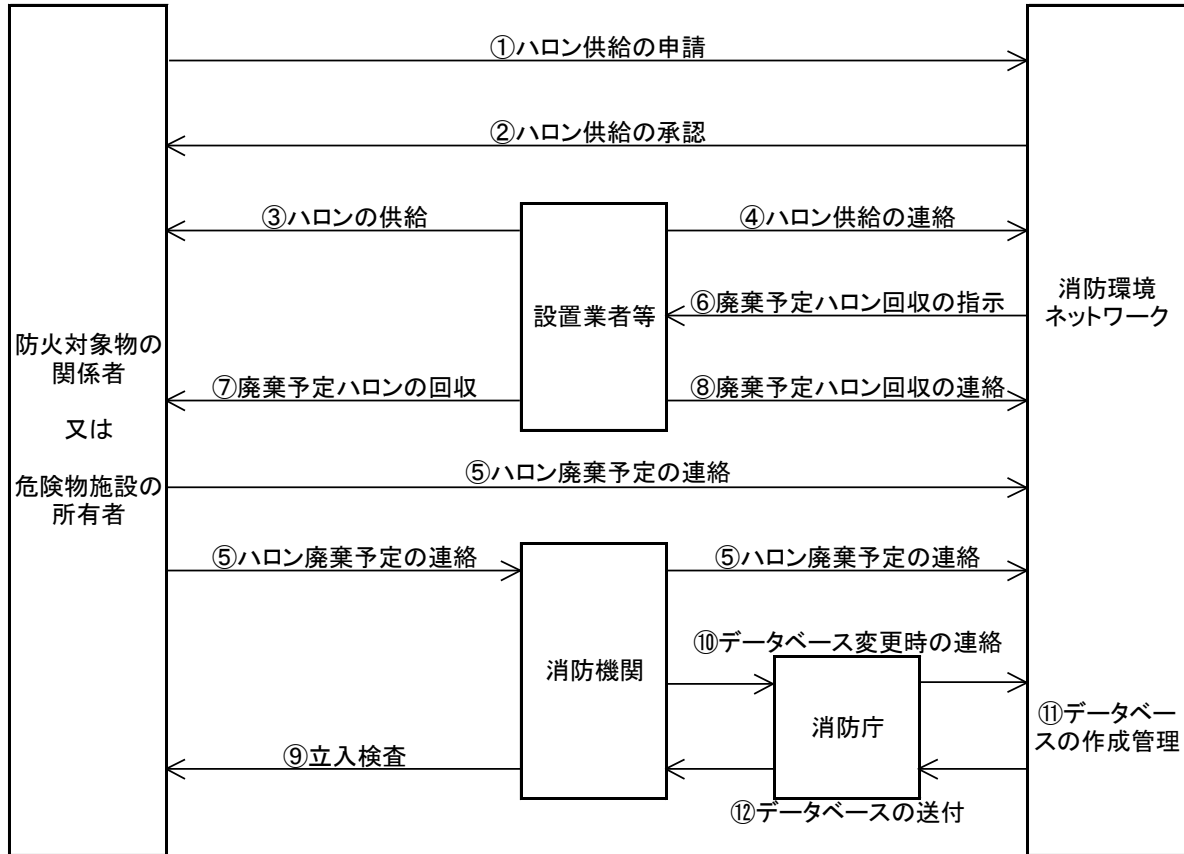 ①ハロン供給の申請
②ハロン供給の承認
③ハロンの供給
④ハロン供給の連絡
設置業者等
⑥廃棄予定ハロン回収の指示
消防環境
ネットワーク
防火対象物の
関係者
又は
危険物施設の
所有者
⑦廃棄予定ハロンの回収
⑧廃棄予定ハロン回収の連絡
⑤ハロン廃棄予定の連絡
⑤ハロン廃棄予定の連絡
⑤ハロン廃棄予定の連絡
消防機関
⑩データベース変更時の連絡
消防庁
⑪データベー
スの作成管理
⑨立入検査
⑫データベースの送付